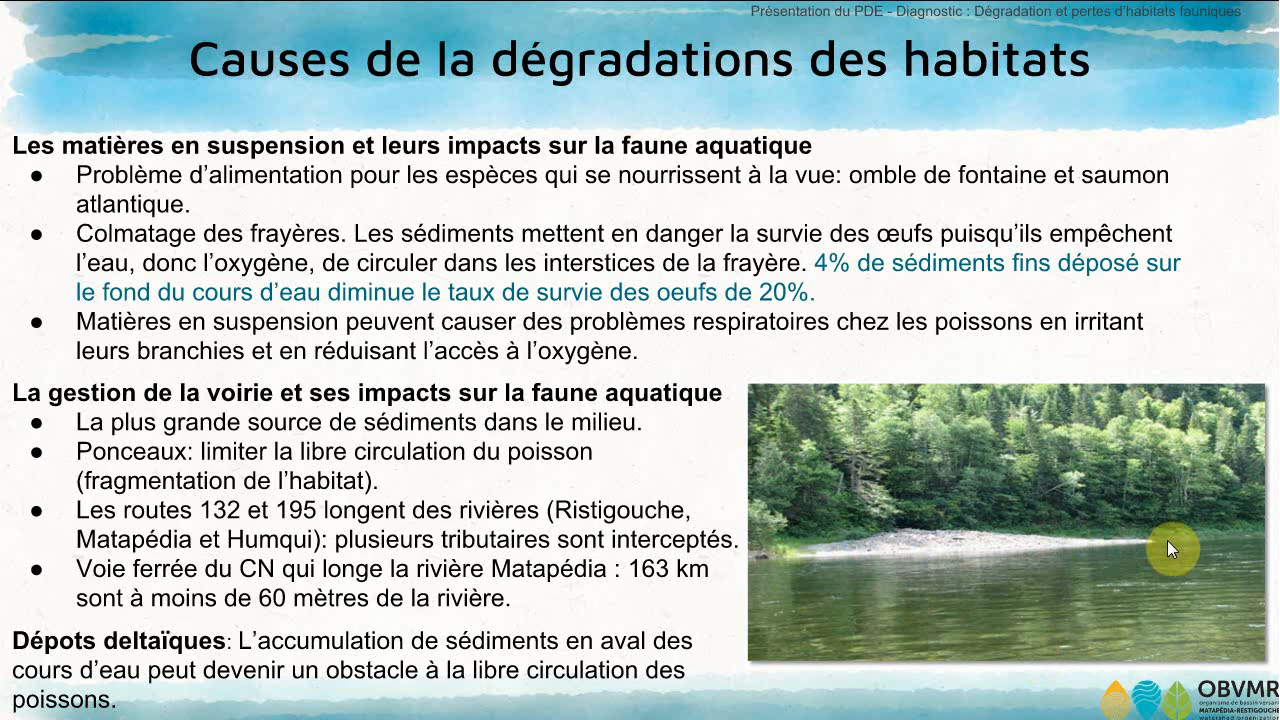 Présentation du PDE - Diagnostic : Dégradation et pertes d'habitats fauniques
Causes de la dégradations des habitats
Les matières en suspension et leurs impacts sur la faune aquatique
● Problème d'alimentation pour les espèces qui se nourrissent à la vue: omble de fontaine et saumon
atlantique.
● Colmatage des frayères. Les sédiments mettent en danger la survie des œufs puisqu'ils empêchent
l'eau, donc l'oxygène, de circuler dans les interstices de la frayère. 4% de sédiments fins déposé sur
le fond du cours d'eau diminue le taux de survie des oeufs de 20%.
● Matières en suspension peuvent causer des problèmes respiratoires chez les poissons en irritant
leurs branchies et en réduisant l'accès à l'oxygène.
La gestion de la voirie et ses impacts sur la faune aquatique
● La plus grande source de sédiments dans le milieu.
● Ponceaux: limiter la libre circulation du poisson
(fragmentation de l'habitat).
● Les routes 132 et 195 longent des rivières (Ristigouche,
Matapédia et Humqui): plusieurs tributaires sont interceptés.
● Voie ferrée du CN qui longe la rivière Matapédia : 163 km
sont à moins de 60 mètres de la rivière.
Dépots deltaïques: L'accumulation de sédiments en aval des
cours d'eau peut devenir un obstacle à la libre circulation des
poissons.
OBVMR
organisme de bassin versant
MATAPÉDIA-RESTIGOUCHE
watershed organization